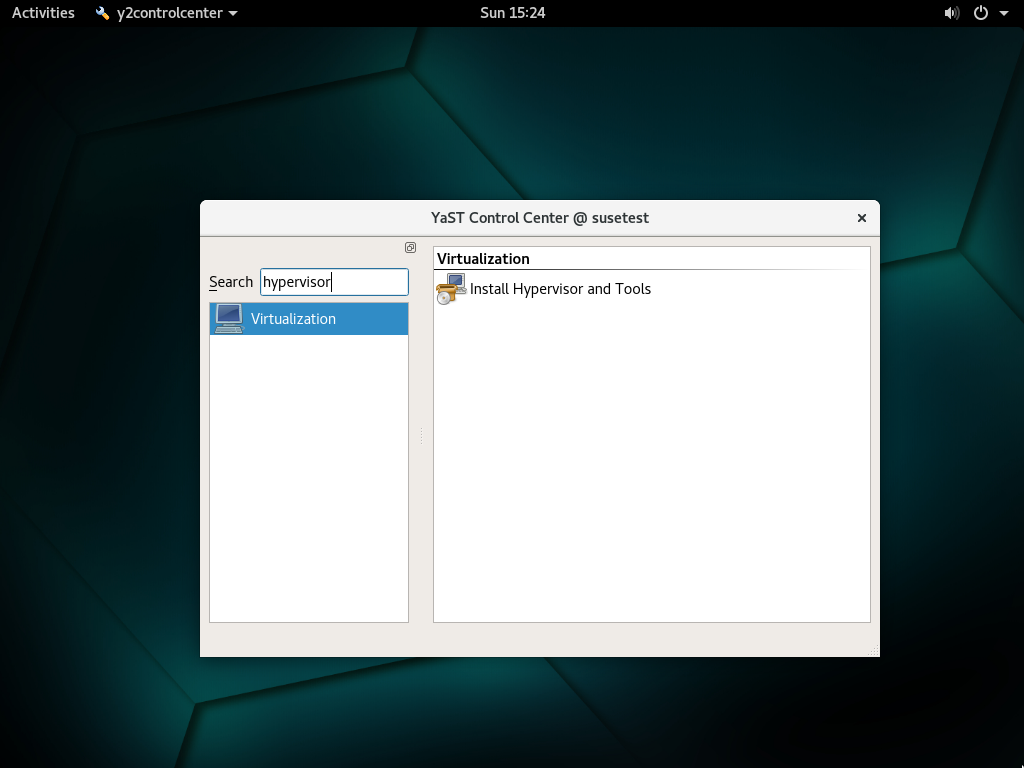 Activities y2controlcenter Sun 15:24
YaST Control Center @ susetest
Search hypervisor
Virtualization
Virtualization
Install Hypervisor and Tools